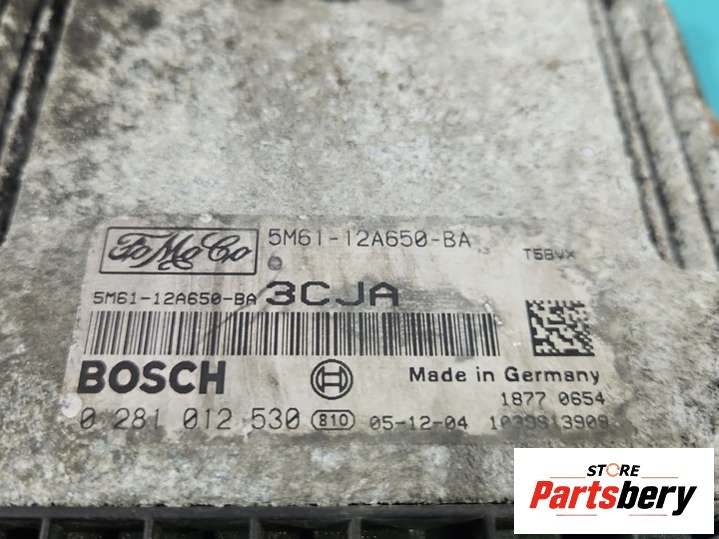 FoMoCo 5M61-12A650-BA
T5BVX
5M61-12A650-BA 3CJA
BOSCH
Made in Germany
1877 0654
0 281 012 530 810 05-12-04 1039S13909
STORE
Partsbery